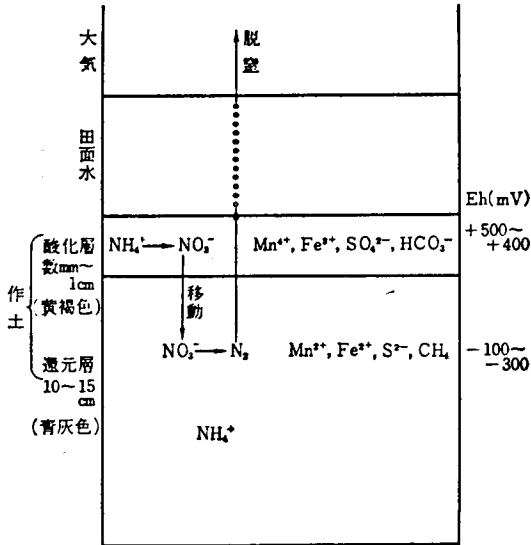 大気
脱窒
田面水
Eh(mV)
作土
酸化層
数mm~
1cm
(黄褐色)
NH₄⁺ → NO₃⁻
Mn⁴⁺, Fe³⁺, SO₄²⁻, HCO₃⁻
+500~
+400
移動
還元層
10~15
cm
(青灰色)
NO₃⁻ → N₂
Mn²⁺, Fe²⁺, S²⁻, CH₄
-100~
-300
NH₄⁺